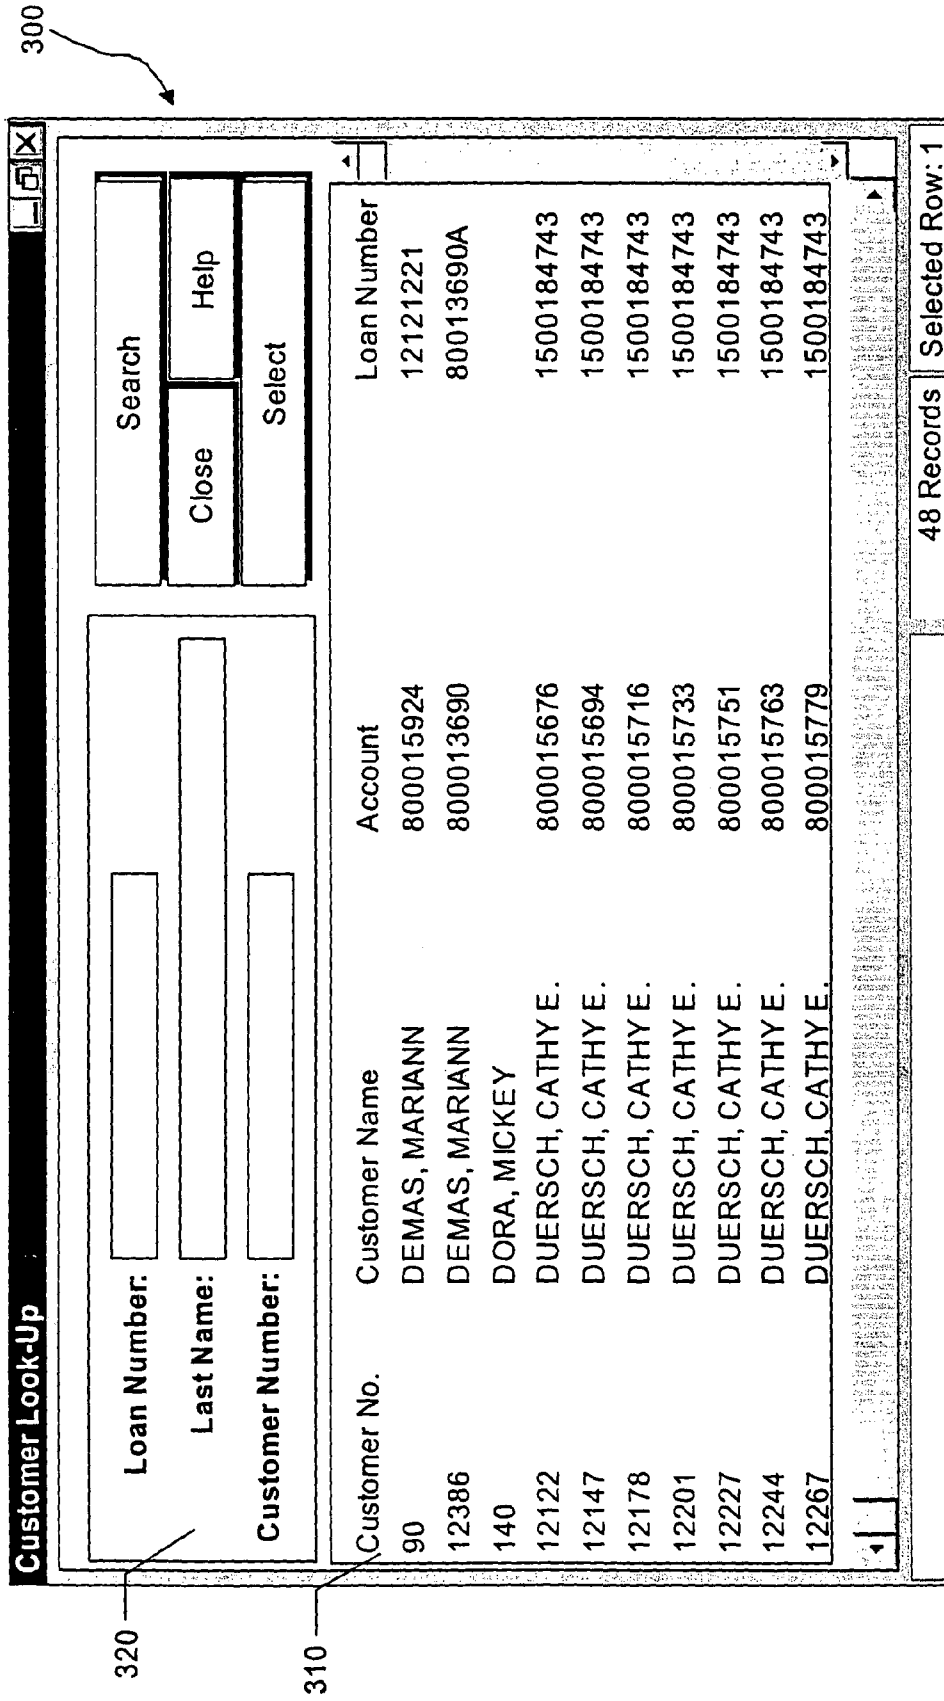 300
Customer Look-Up
320
Loan Number:
Last Name:
Customer Number:
Search
Close Help
Select
310
Customer No. Customer Name Account Loan Number
90 DEMAS, MARIANN 800015924 12121221
12386 DEMAS, MARIANN 800013690 80013690A
140 DORA, MICKEY
12122 DUERSCH, CATHY E. 800015676 1500184743
12147 DUERSCH, CATHY E. 800015694 1500184743
12178 DUERSCH, CATHY E. 800015716 1500184743
12201 DUERSCH, CATHY E. 800015733 1500184743
12227 DUERSCH, CATHY E. 800015751 1500184743
12244 DUERSCH, CATHY E. 800015763 1500184743
12267 DUERSCH, CATHY E. 800015779 1500184743
48 Records Selected Row: 1